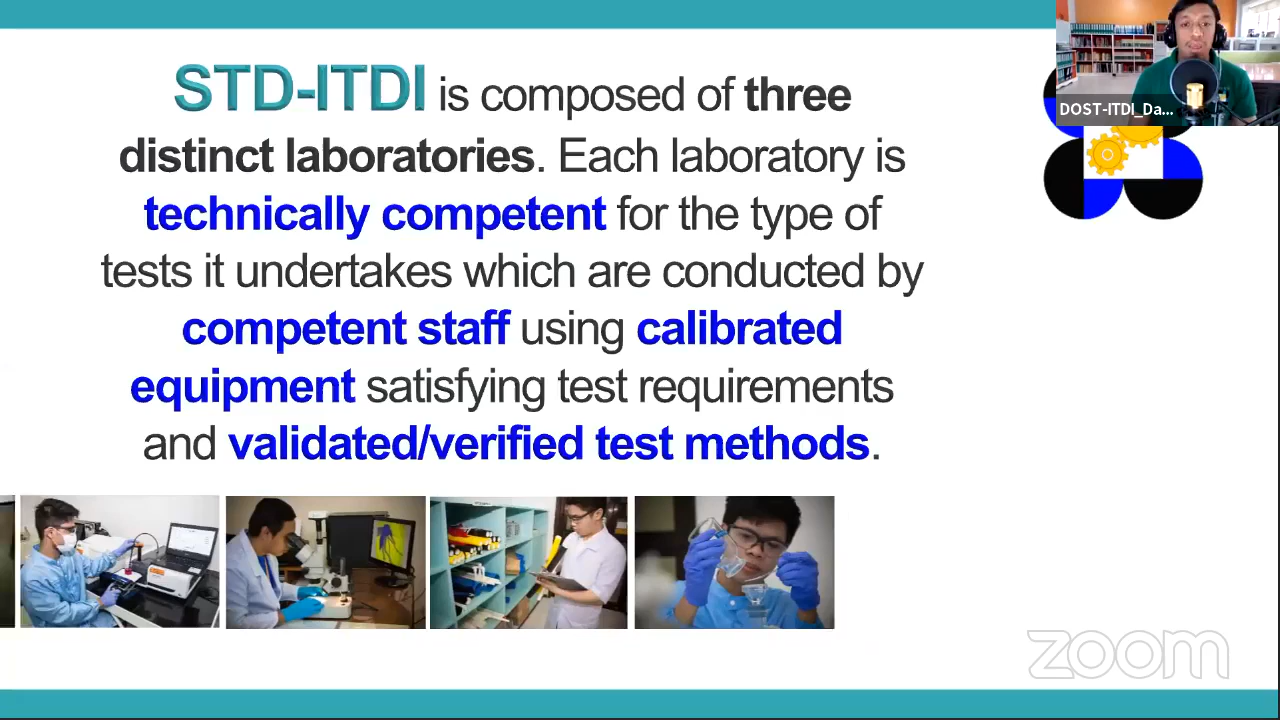 STD-ITDI is composed of three
distinct laboratories. Each laboratory is
technically competent for the type of
tests it undertakes which are conducted by
competent staff using calibrated
equipment satisfying test requirements
and validated/verified test methods.
DOST-ITDI_Da...
zoom